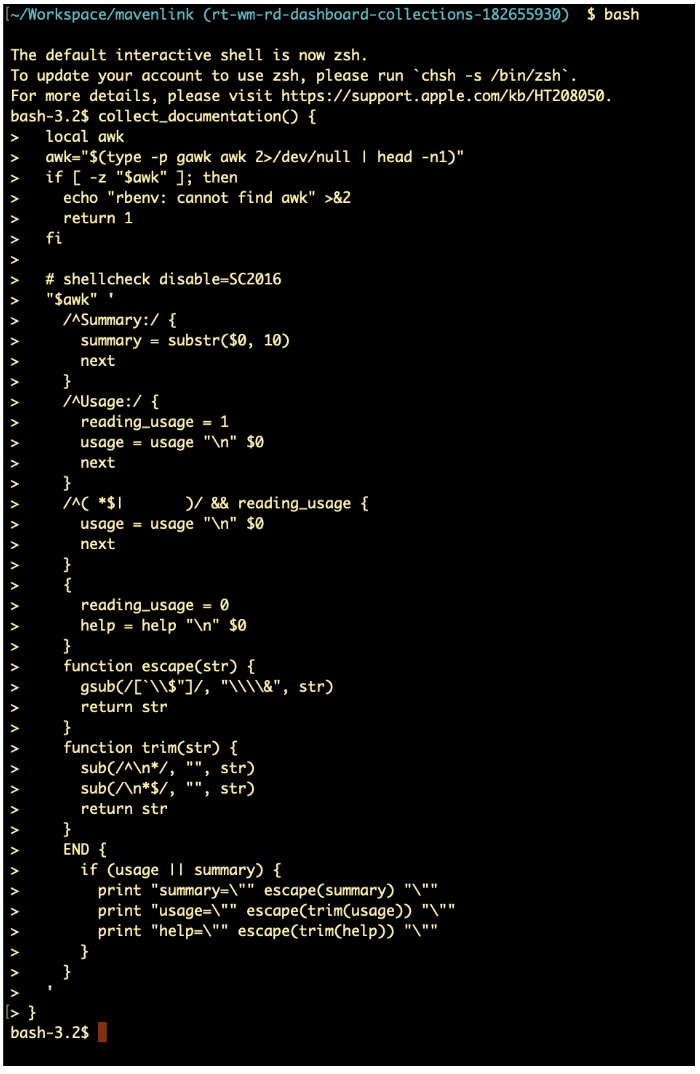 [~/Workspace/mavenlink (rt-wm-rd-dashboard-collections-182655930)  $ bash

The default interactive shell is now zsh.
To update your account to use zsh, please run `chsh -s /bin/zsh`.
For more details, please visit https://support.apple.com/kb/HT208050.
bash-3.2$ collect_documentation() {
>   local awk
>   awk="$(type -p gawk awk 2>/dev/null | head -n1)"
>   if [ -z "$awk" ]; then
>     echo "rbenv: cannot find awk" >&2
>     return 1
>   fi
>
>   # shellcheck disable=SC2016
>   "$awk" '
>     /^Summary:/ {
>       summary = substr($0, 10)
>       next
>     }
>     /^Usage:/ {
>       reading_usage = 1
>       usage = usage "\n" $0
>       next
>     }
>     /^( *$|       )/ && reading_usage {
>       usage = usage "\n" $0
>       next
>     }
>     {
>       reading_usage = 0
>       help = help "\n" $0
>     }
>     function escape(str) {
>       gsub(/[`\\$"]/, "\\\\&", str)
>       return str
>     }
>     function trim(str) {
>       sub(/^\n*/, "", str)
>       sub(/\n*$/, "", str)
>       return str
>     }
>     END {
>       if (usage || summary) {
>         print "summary=\"" escape(summary) "\""
>         print "usage=\"" escape(trim(usage)) "\""
>         print "help=\"" escape(trim(help)) "\""
>       }
>     }
>   '
[> }
bash-3.2$